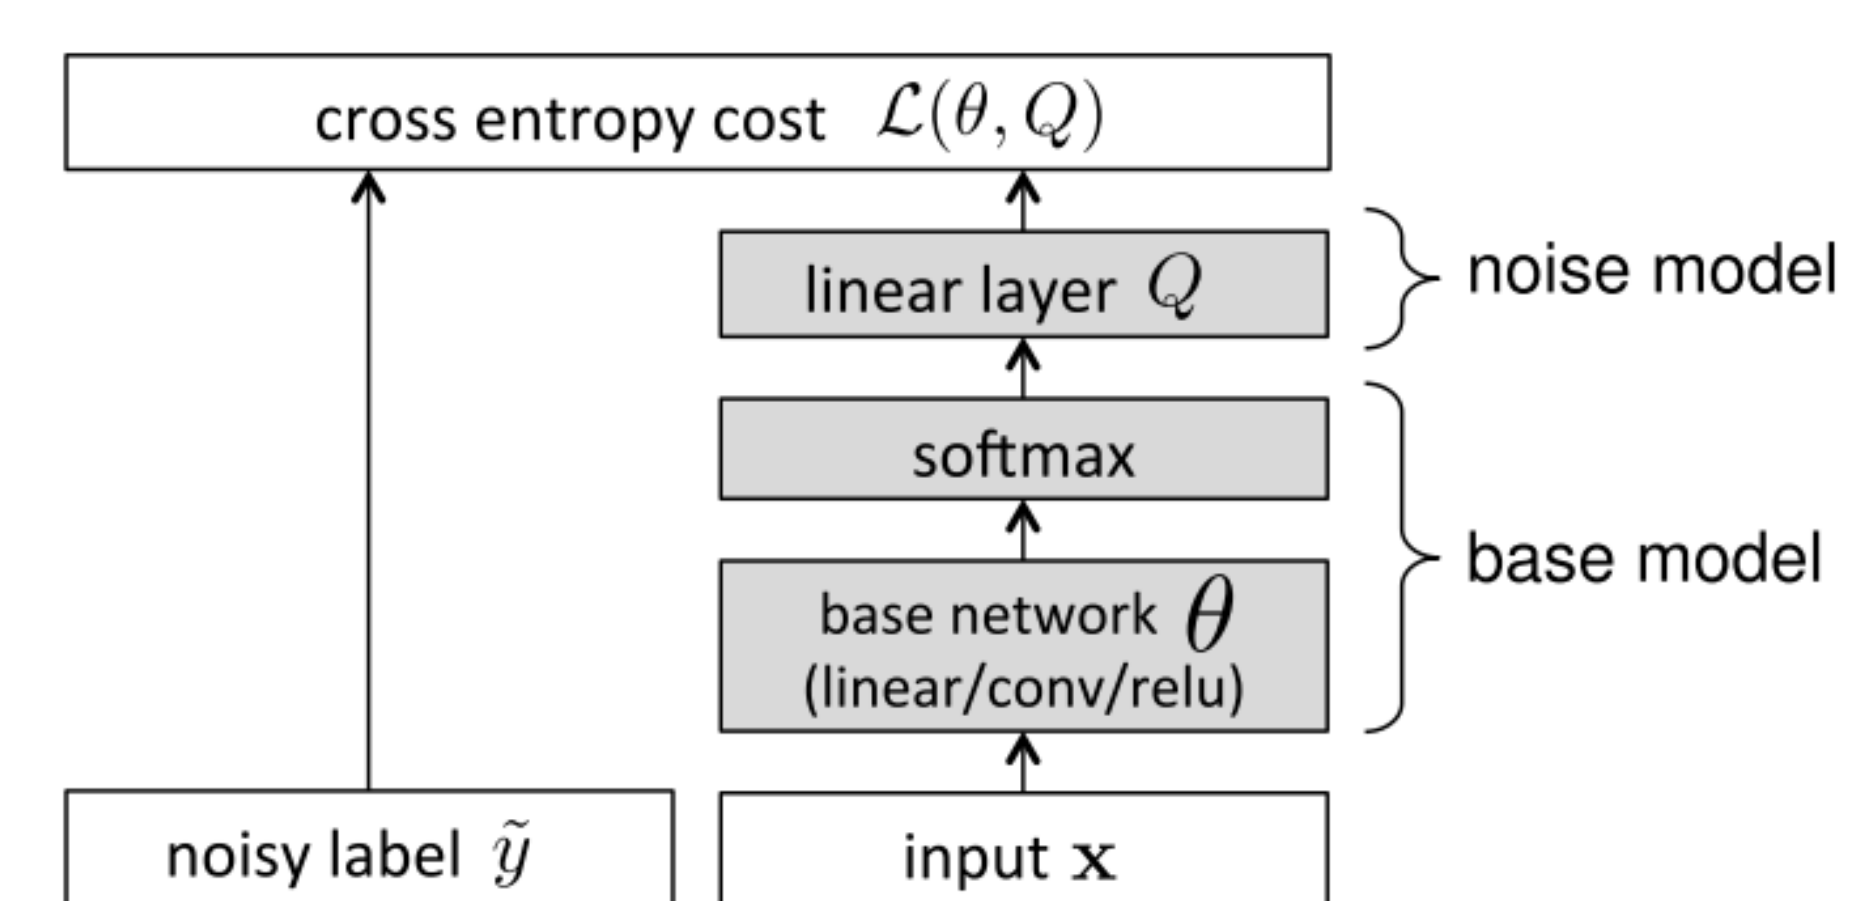 cross entropy cost ℒ(θ, Q)
linear layer Q
noise model
softmax
base network θ
(linear/conv/relu)
base model
noisy label ỹ
input x